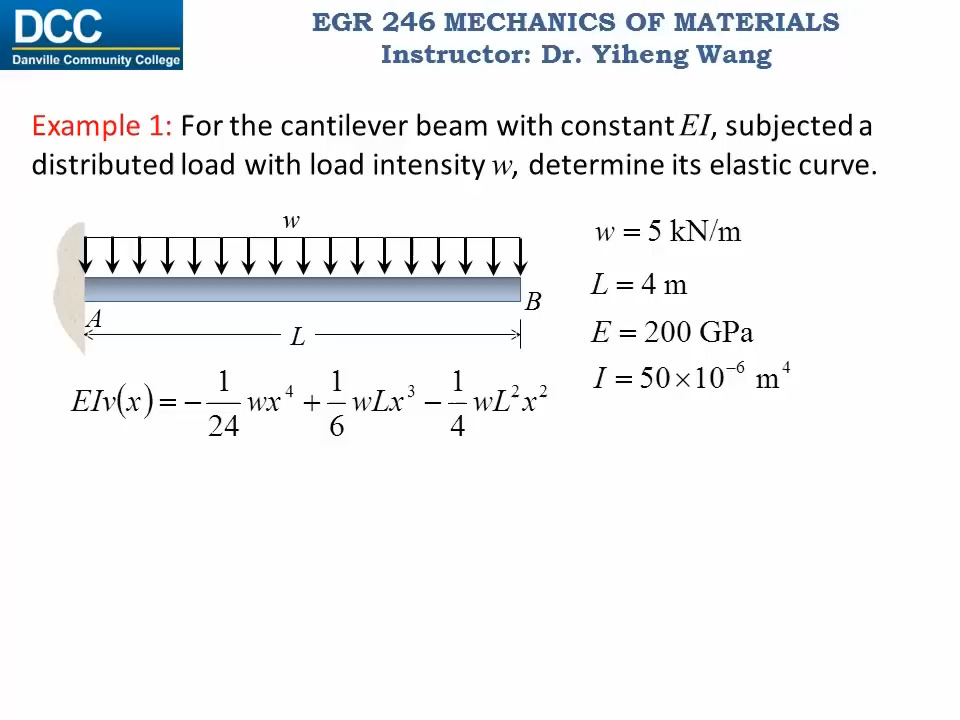 DCC
Danville Community College
EGR 246 MECHANICS OF MATERIALS
Instructor: Dr. Yiheng Wang
Example 1: For the cantilever beam with constant EI, subjected a
distributed load with load intensity w, determine its elastic curve.
w
A
B
L
w = 5 kN/m
L = 4 m
E = 200 GPa
I = 50×10⁻⁶ m⁴
EIv(x) = −1/24 wx⁴ + 1/6 wLx³ − 1/4 wL²x²